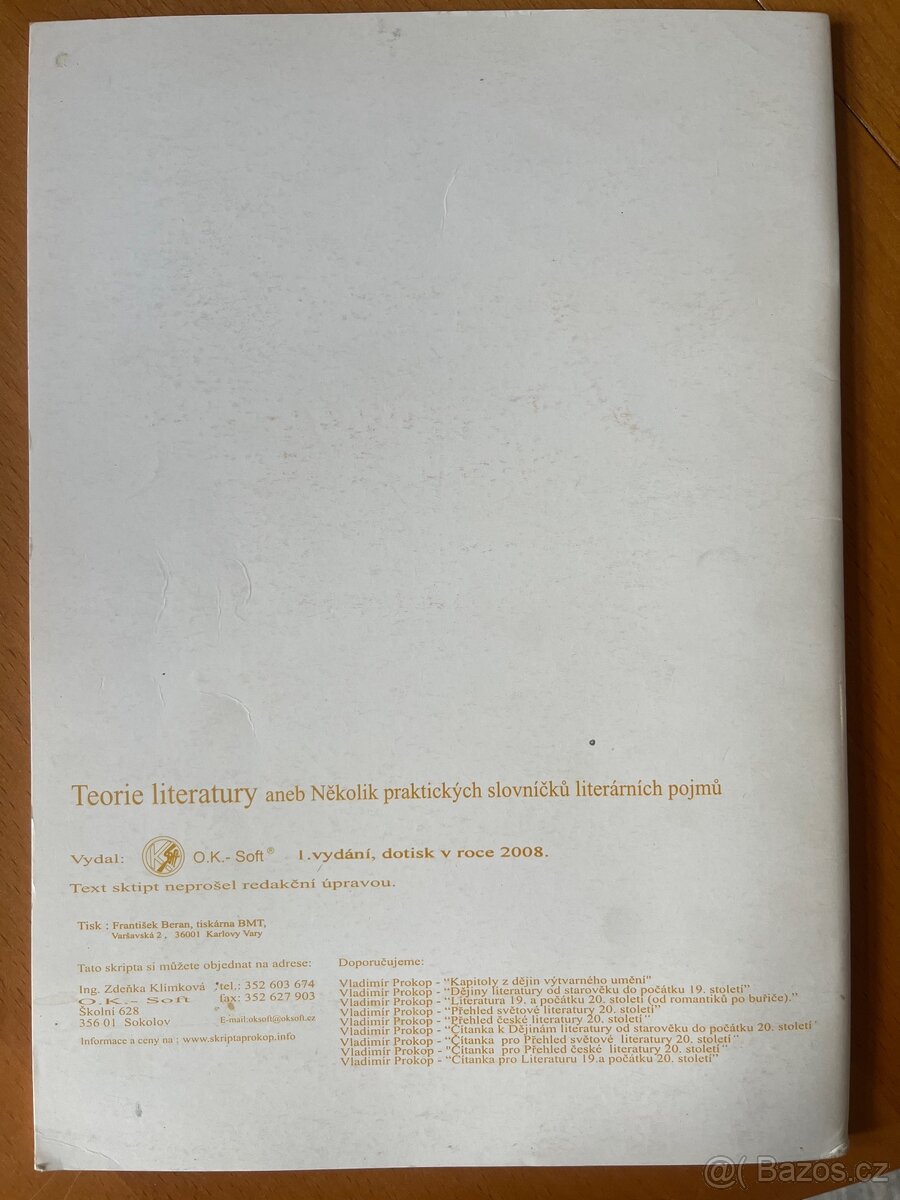 Teorie literatury aneb Několik praktických slovníčků literárních pojmů
Vydal: O.K.- Soft ® 1.vydání, dotisk v roce 2008.
Text sktipt neprošel redakční úpravou.
Tisk : František Beran, tiskárna BMT,
Varšavská 2 , 36001 Karlovy Vary
Tato skripta si můžete objednat na adrese:
Ing. Zdeňka Klimková tel.: 352 603 674
O.K.- Soft fax: 352 627 903
Školní 628
356 01 Sokolov E-mail:oksoft@oksoft.cz
Informace a ceny na : www.skriptaprokop.info
Doporučujeme:
Vladimír Prokop - "Kapitoly z dějin výtvarného umění"
Vladimír Prokop - "Dějiny literatury od starověku do počátku 19. století"
Vladimír Prokop - "Literatura 19. a počátku 20. století (od romantiků po buřiče)."
Vladimír Prokop - "Přehled světové literatury 20. století"
Vladimír Prokop - "Přehled české literatury 20. století "
Vladimír Prokop - "Čítanka k Dějinám literatury od starověku do počátku 20. století "
Vladimír Prokop - "Čítanka pro Přehled světové literatury 20. století "
Vladimír Prokop - "Čítanka pro Přehled české literatury 20. století "
Vladimír Prokop - "Čítanka pro Literaturu 19.a počátku 20. století"
@( Bazos.cz